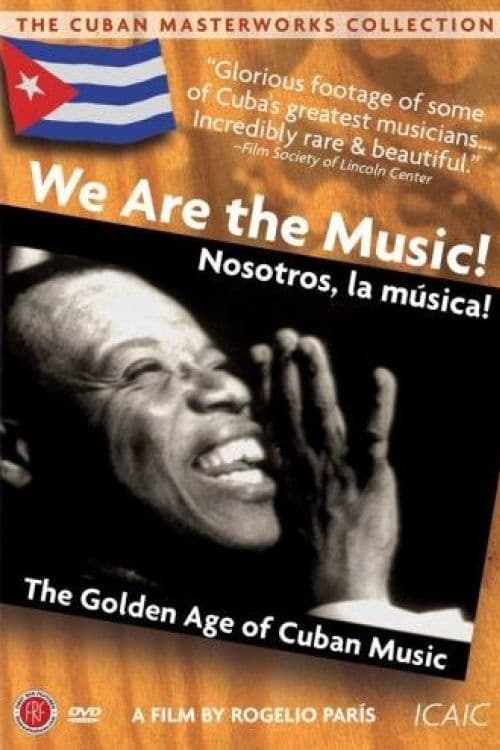 THE CUBAN MASTERWORKS COLLECTION
"Glorious footage of some
of Cuba's greatest musicians...
Incredibly rare & beautiful."
–Film Society of Lincoln Center
We Are the Music!
Nosotros, la música!
The Golden Age of Cuban Music
FRF
DVD
A FILM BY ROGELIO PARÍS
ICAIC